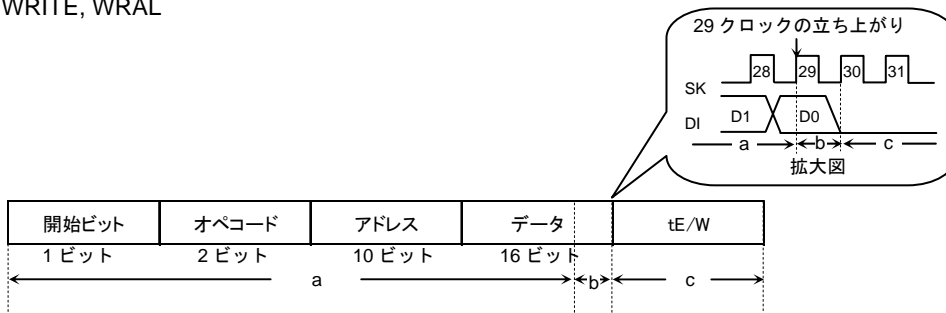 WRITE, WRAL
29 クロックの立ち上がり
SK
28 29 30 31
DI
D1 D0
a b c
拡大図
開始ビット オペコード アドレス データ tE/W
1 ビット 2 ビット 10 ビット 16 ビット
a b c